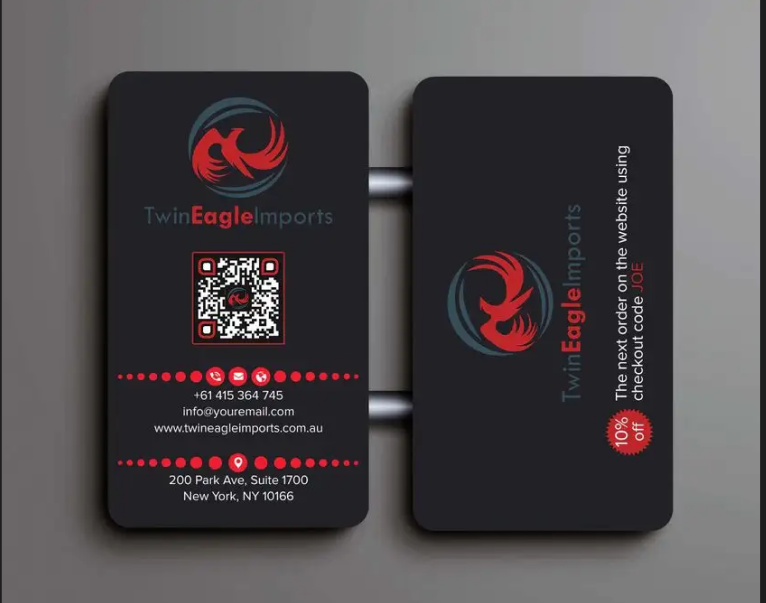 TwinEagleImports
+61 415 364 745
info@youremail.com
www.twineagleimports.com.au
200 Park Ave, Suite 1700
New York, NY 10166
TwinEagleImports
10%
off
The next order on the website using
checkout code JOE